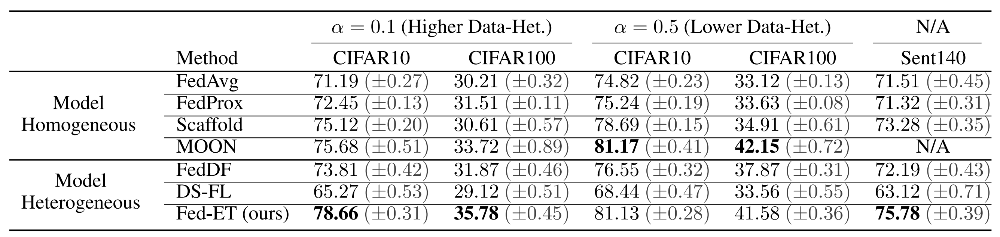 α = 0.1 (Higher Data-Het.) α = 0.5 (Lower Data-Het.) N/A
Method CIFAR10 CIFAR100 CIFAR10 CIFAR100 Sent140
Model Homogeneous
FedAvg 71.19 (±0.27) 30.21 (±0.32) 74.82 (±0.23) 33.12 (±0.13) 71.51 (±0.45)
FedProx 72.45 (±0.13) 31.51 (±0.11) 75.24 (±0.19) 33.63 (±0.08) 71.32 (±0.31)
Scaffold 75.12 (±0.20) 30.61 (±0.57) 78.69 (±0.15) 34.91 (±0.61) 73.28 (±0.35)
MOON 75.68 (±0.51) 33.72 (±0.89) 81.17 (±0.41) 42.15 (±0.72) N/A
Model Heterogeneous
FedDF 73.81 (±0.42) 31.87 (±0.46) 76.55 (±0.32) 37.87 (±0.31) 72.19 (±0.43)
DS-FL 65.27 (±0.53) 29.12 (±0.51) 68.44 (±0.47) 33.56 (±0.55) 63.12 (±0.71)
Fed-ET (ours) 78.66 (±0.31) 35.78 (±0.45) 81.13 (±0.28) 41.58 (±0.36) 75.78 (±0.39)